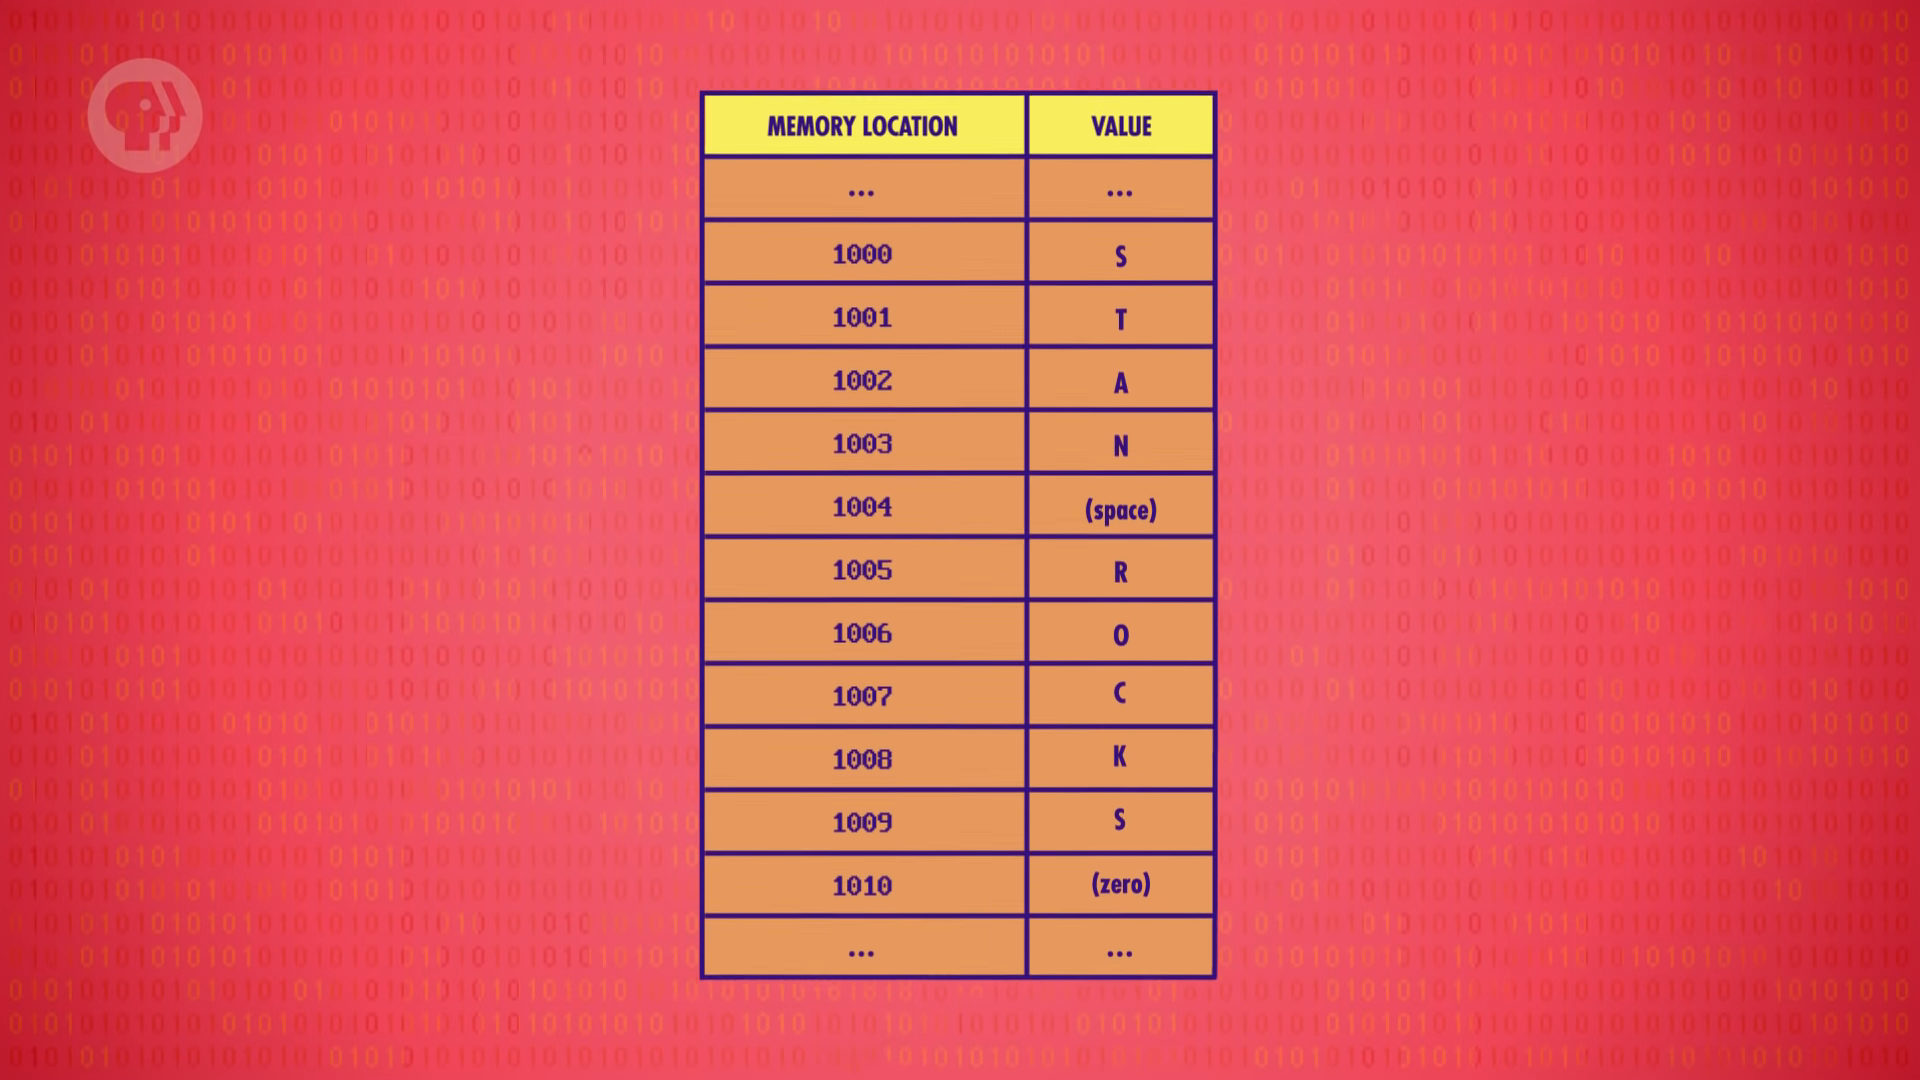 MEMORY LOCATION VALUE
... ...
1000 S
1001 T
1002 A
1003 N
1004 (space)
1005 R
1006 O
1007 C
1008 K
1009 S
1010 (zero)
... ...